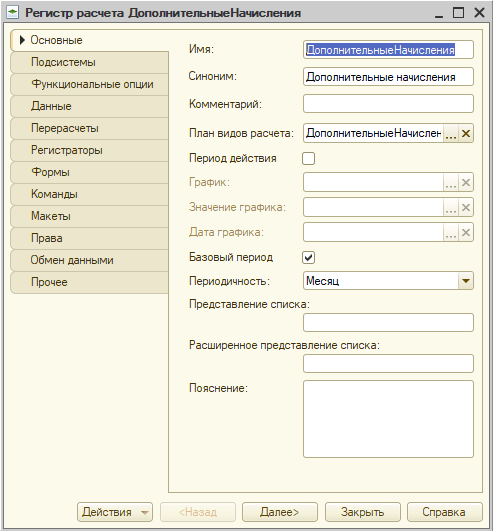 Регистр расчета ДополнительныеНачисления
Основные
Подсистемы
Функциональные опции
Данные
Перерасчеты
Регистраторы
Формы
Команды
Макеты
Права
Обмен данными
Прочее
Имя: ДополнительныеНачисления
Синоним: Дополнительные начисления
Комментарий:
План видов расчета: ДополнительныеНачислен ...
Период действия
График: ...
Значение графика: ...
Дата графика: ...
Базовый период
Периодичность: Месяц
Представление списка:
Расширенное представление списка:
Пояснение:
Действия <Назад Далее> Закрыть Справка